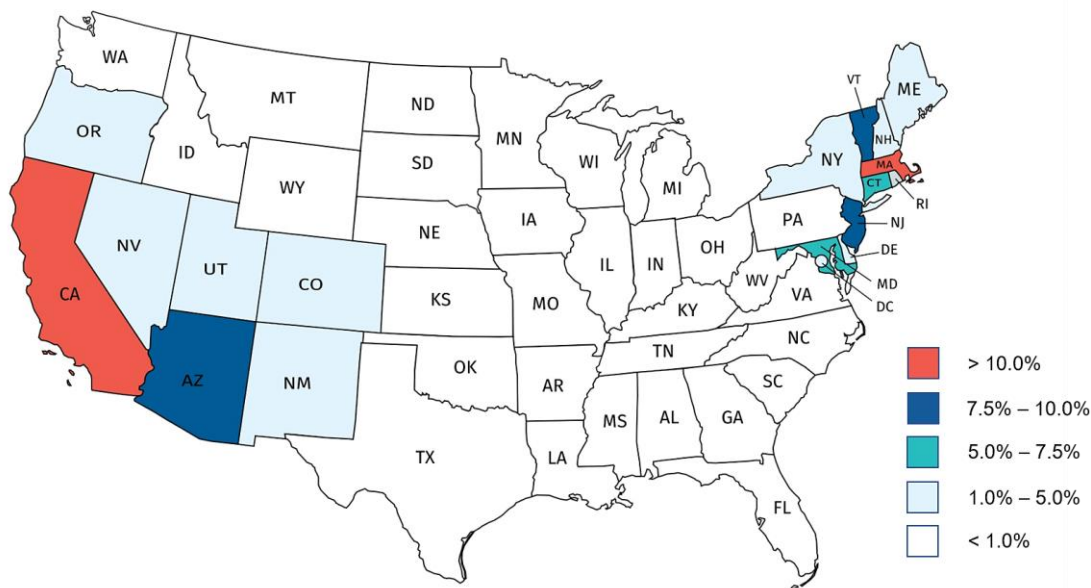 WA
MT
ND
MN
VT
ME
OR
ID
SD
WI
NY
NH
MA
WY
MI
CT
RI
IA
PA
NJ
NE
NV
OH
DE
IL
IN
UT
CO
WV
MD
CA
KS
MO
VA
DC
KY
NC
TN
OK
AZ
NM
AR
SC
MS
AL
GA
TX
LA
FL
> 10.0%
7.5% – 10.0%
5.0% – 7.5%
1.0% – 5.0%
< 1.0%